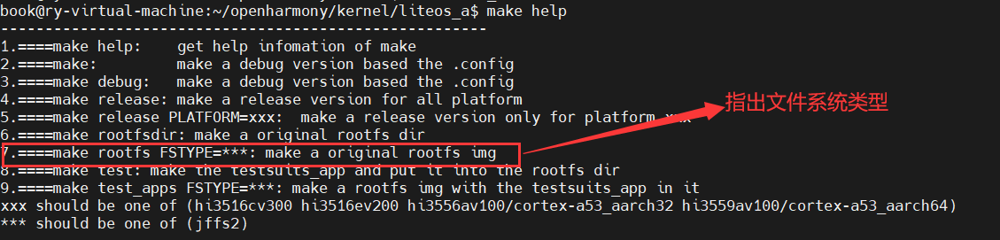 book@ry-virtual-machine:~/openharmony/kernel/liteos_a$ make help
-------------------------------------------------------
1.====make help:    get help infomation of make
2.====make:         make a debug version based the .config
3.====make debug:   make a debug version based the .config
4.====make release: make a release version for all platform
5.====make release PLATFORM=xxx:  make a release version only for platform xxx
指出文件系统类型
6.====make rootfsdir: make a original rootfs dir
7.====make rootfs FSTYPE=***: make a original rootfs img
8.====make test: make the testsuits_app and put it into the rootfs dir
9.====make test_apps FSTYPE=***: make a rootfs img with the testsuits_app in it
xxx should be one of (hi3516cv300 hi3516ev200 hi3556av100/cortex-a53_aarch32 hi3559av100/cortex-a53_aarch64)
*** should be one of (jffs2)